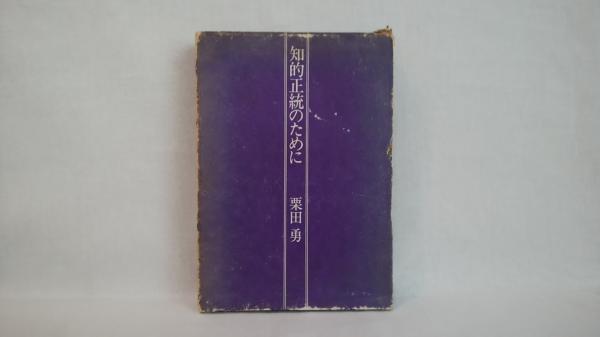 知的正統のために
栗田 勇